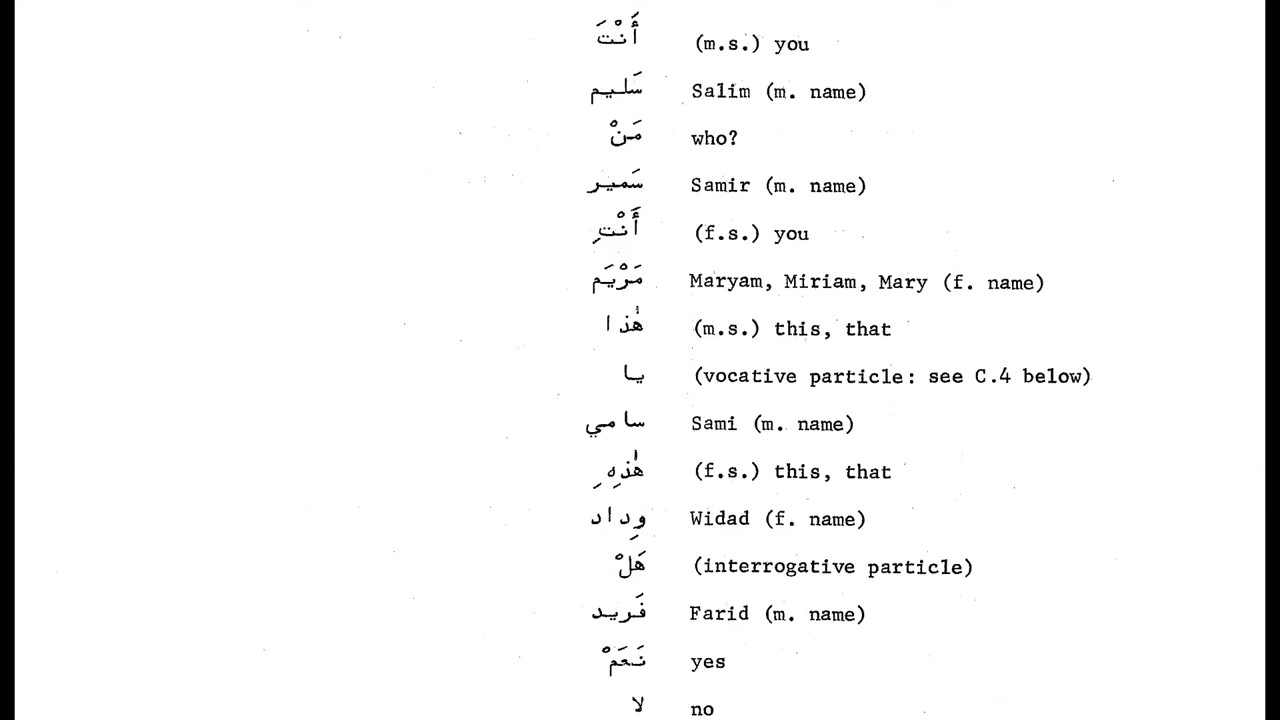 أَنْتَ (m.s.) you
سَليم Salim (m. name)
مَنْ who?
سَمير Samir (m. name)
أَنْتِ (f.s.) you
مَرْيَم Maryam, Miriam, Mary (f. name)
هٰذا (m.s.) this, that
يا (vocative particle: see C.4 below)
سامي Sami (m. name)
هٰذِهِ (f.s.) this, that
وِداد Widad (f. name)
هَلْ (interrogative particle)
فَريد Farid (m. name)
نَعَمْ yes
لا no